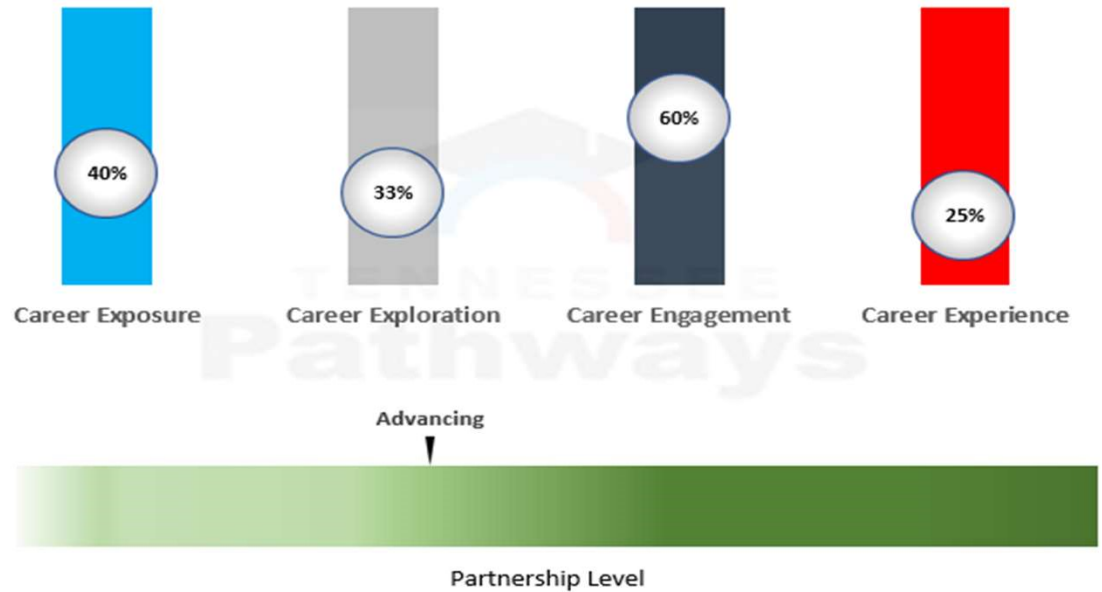 40%
33%
60%
25%
Career Exposure
Career Exploration
Career Engagement
Career Experience
TENNESSEE
Pathways
Advancing
Partnership Level